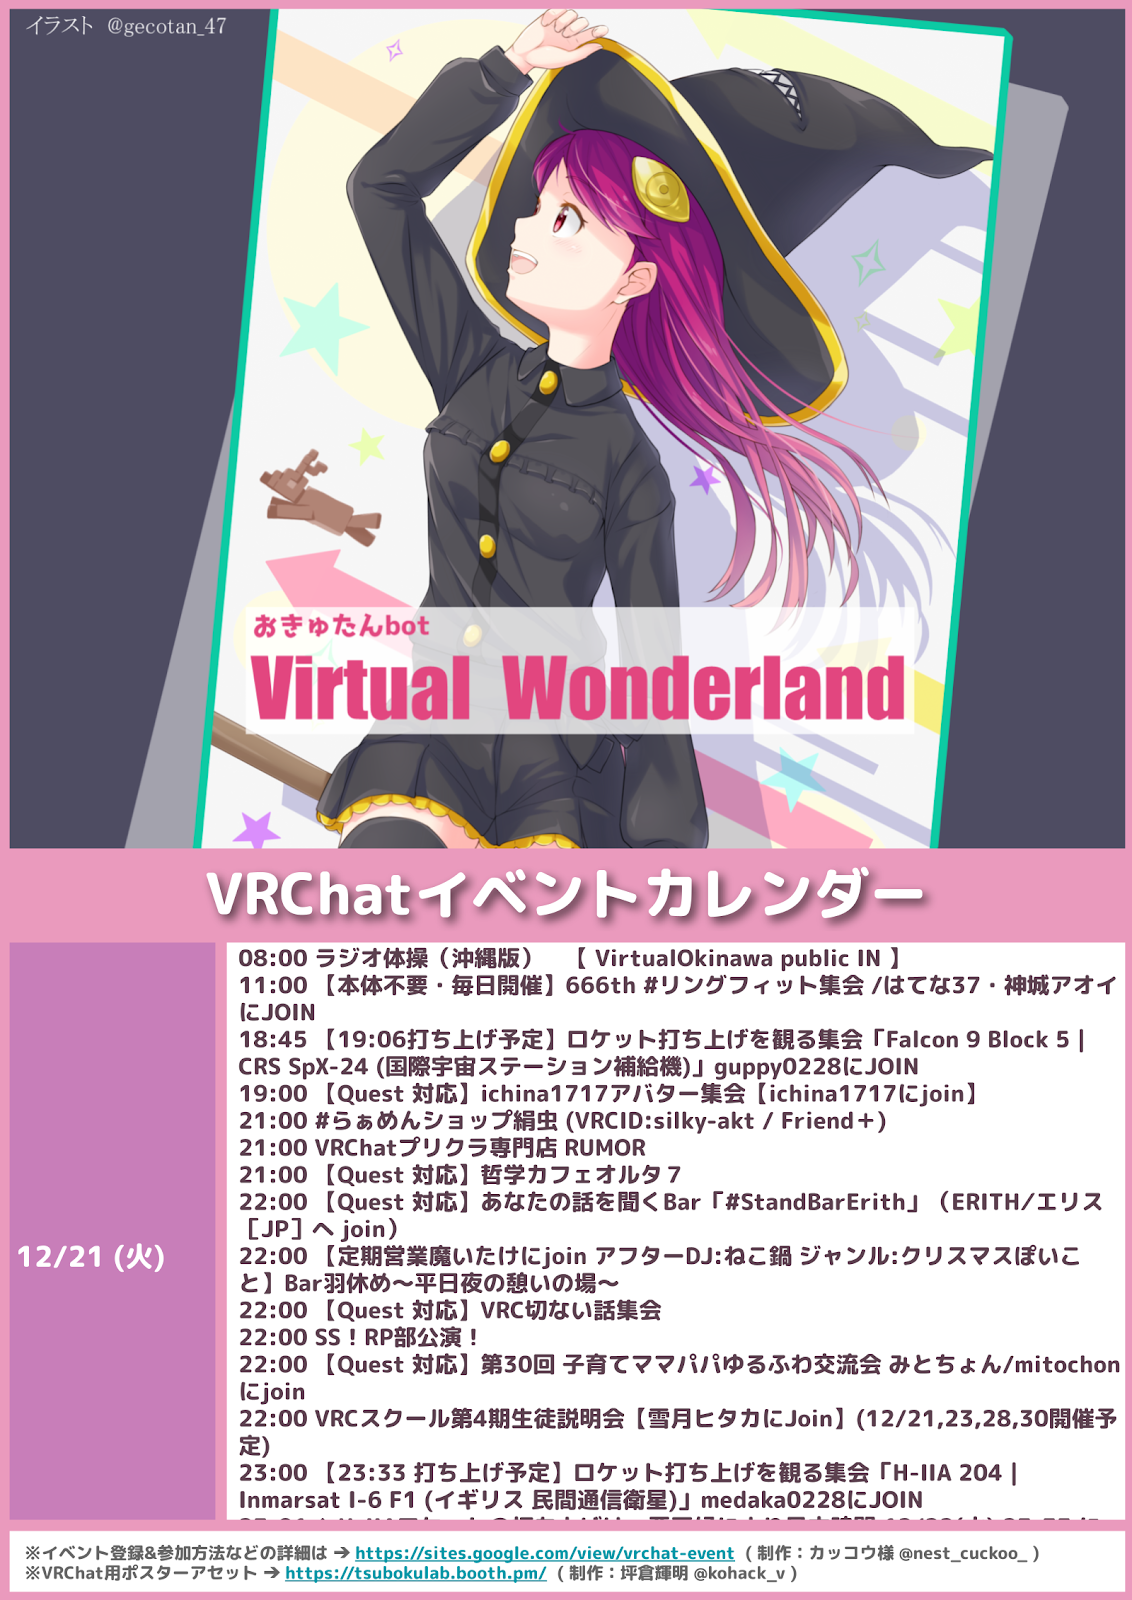 イラスト @gecotan_47
おきゅたんbot
Virtual Wonderland
VRChatイベントカレンダー
12/21 (火)
08:00 ラジオ体操（沖縄版）　【 VirtualOkinawa public IN 】
11:00 【本体不要・毎日開催】666th #リングフィット集会 /はてな37・神城アオイ
にJOIN
18:45 【19:06打ち上げ予定】ロケット打ち上げを観る集会「Falcon 9 Block 5 |
CRS SpX-24 (国際宇宙ステーション補給機)」guppy0228にJOIN
19:00 【Quest 対応】ichina1717アバター集会【ichina1717にjoin】
21:00 #らぁめんショップ絹虫 (VRCID:silky-akt / Friend＋)
21:00 VRChatプリクラ専門店 RUMOR
21:00 【Quest 対応】哲学カフェオルタ７
22:00 【Quest 対応】あなたの話を聞くBar「#StandBarErith」（ERITH/エリス
［JP］へ join）
22:00 【定期営業魔いたけにjoin アフターDJ:ねこ鍋 ジャンル:クリスマスぽいこ
と】Bar羽休め～平日夜の憩いの場～
22:00 【Quest 対応】VRC切ない話集会
22:00 SS！RP部公演！
22:00 【Quest 対応】第30回 子育てママパパゆるふわ交流会 みとちょん/mitochon
にjoin
22:00 VRCスクール第4期生徒説明会【雪月ヒタカにJoin】(12/21,23,28,30開催予
定)
23:00 【23:33 打ち上げ予定】ロケット打ち上げを観る集会「H-IIA 204 |
Inmarsat I-6 F1 (イギリス 民間通信衛星)」medaka0228にJOIN
※イベント登録&参加方法などの詳細は ➔ https://sites.google.com/view/vrchat-event ( 制作：カッコウ様 @nest_cuckoo_ )
※VRChat用ポスターアセット ➔ https://tsubokulab.booth.pm/ ( 制作：坪倉輝明 @kohack_v )